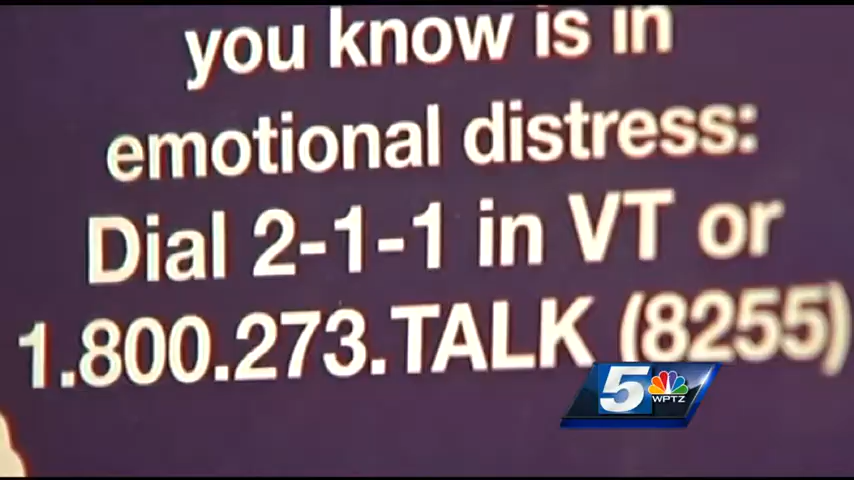 you know is in
emotional distress:
Dial 2-1-1 in VT or
1.800.273.TALK (8255)
5
WPTZ